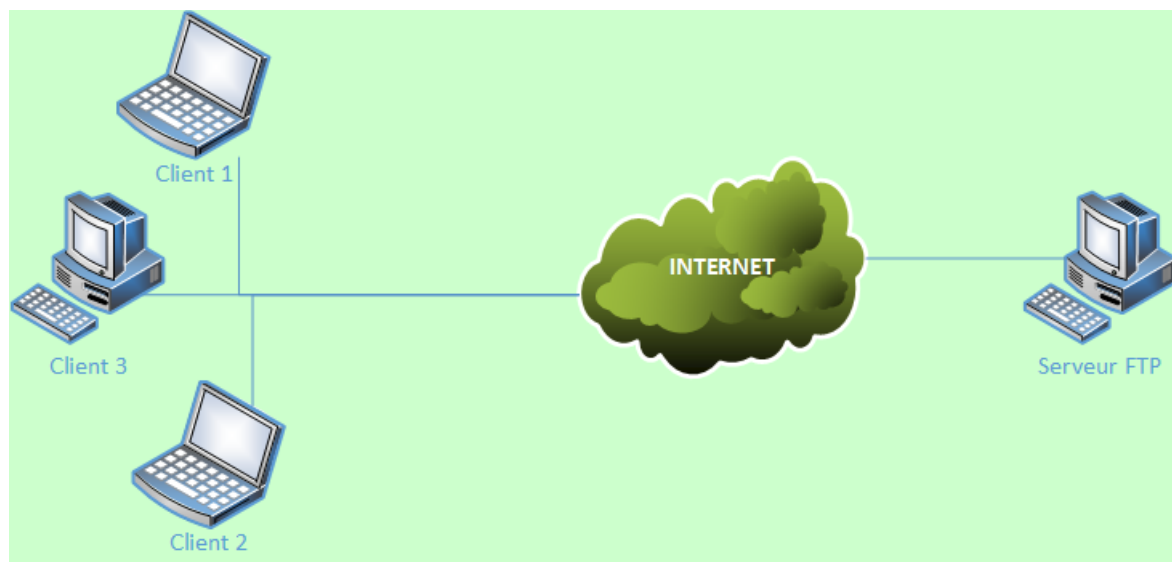 Client 1
INTERNET
Client 3
Serveur FTP
Client 2